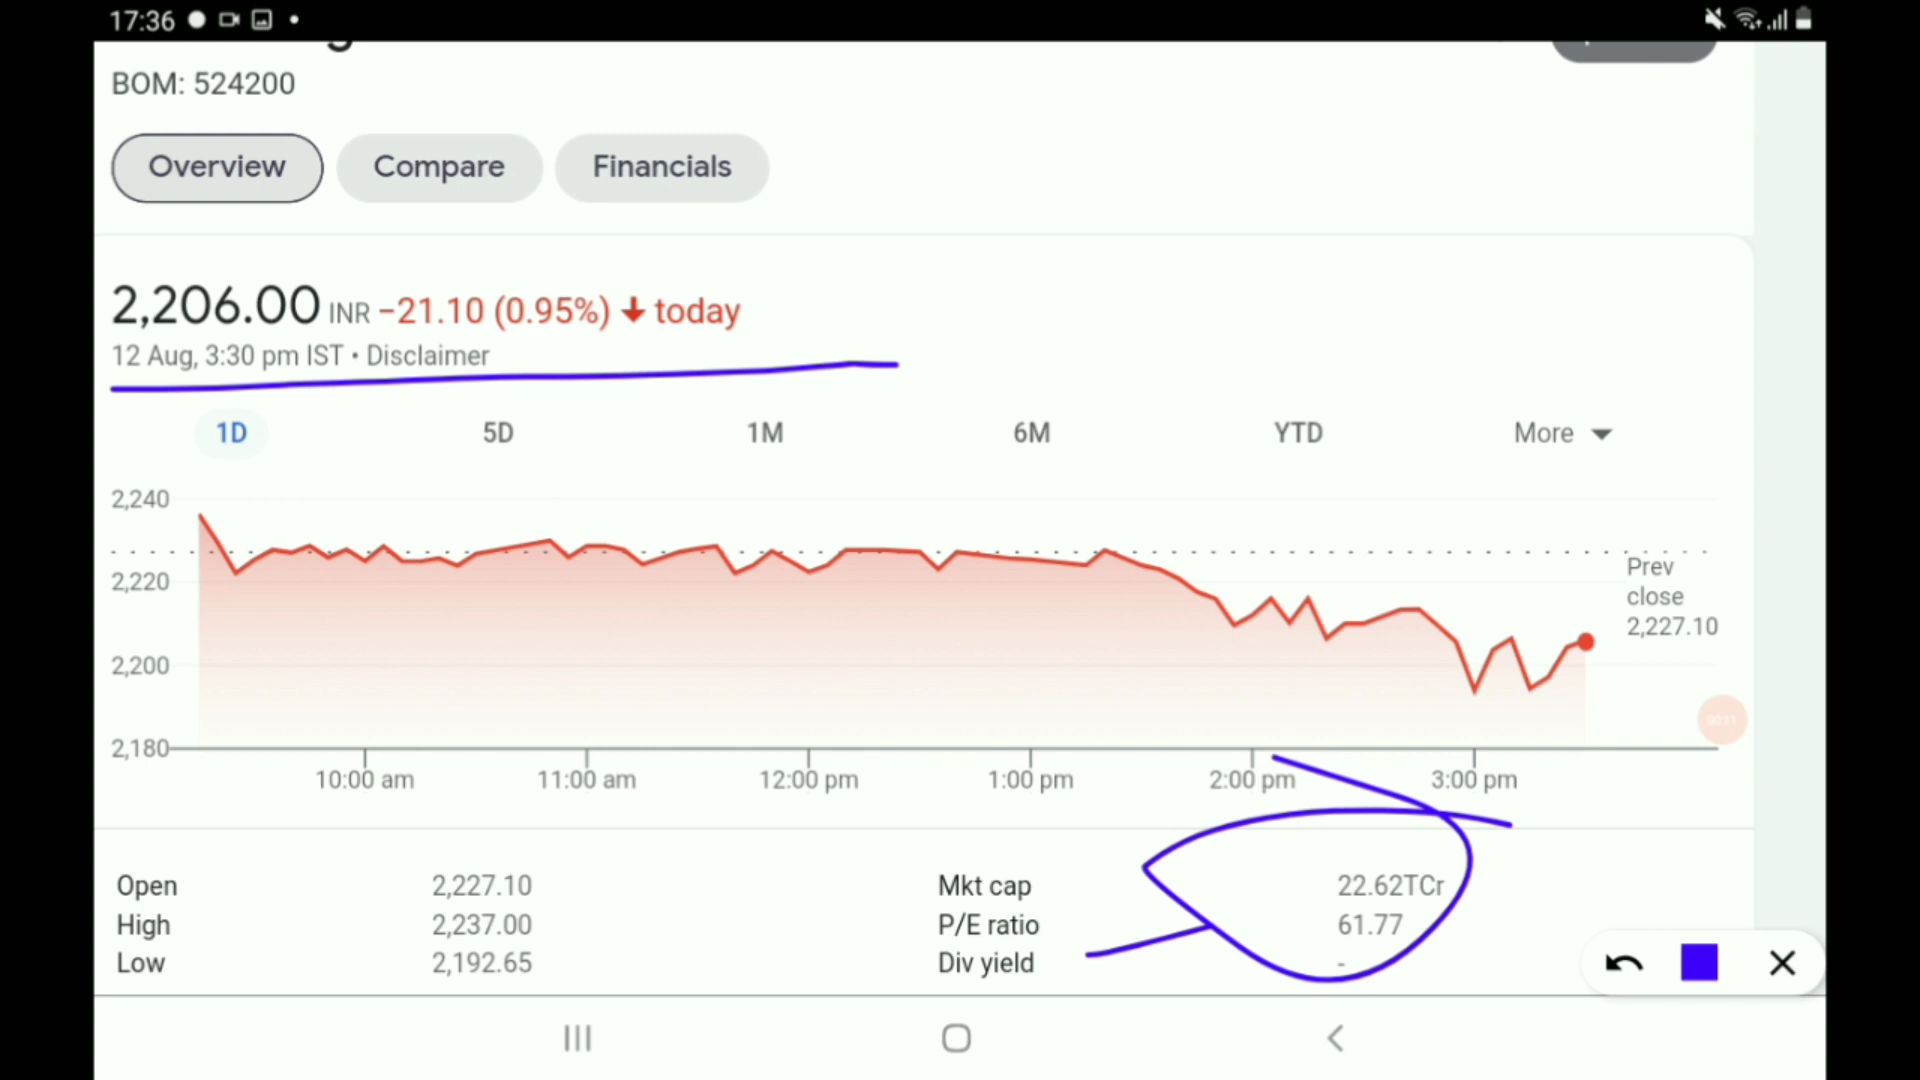 17:36
BOM: 524200
Overview Compare Financials
2,206.00 INR −21.10 (0.95%) today
12 Aug, 3:30 pm IST • Disclaimer
1D 5D 1M 6M YTD More
2,240
2,220
2,200
2,180
Prev
close
2,227.10
00:11
10:00 am 11:00 am 12:00 pm 1:00 pm 2:00 pm 3:00 pm
Open 2,227.10 Mkt cap 22.62TCr
High 2,237.00 P/E ratio 61.77
Low 2,192.65 Div yield -